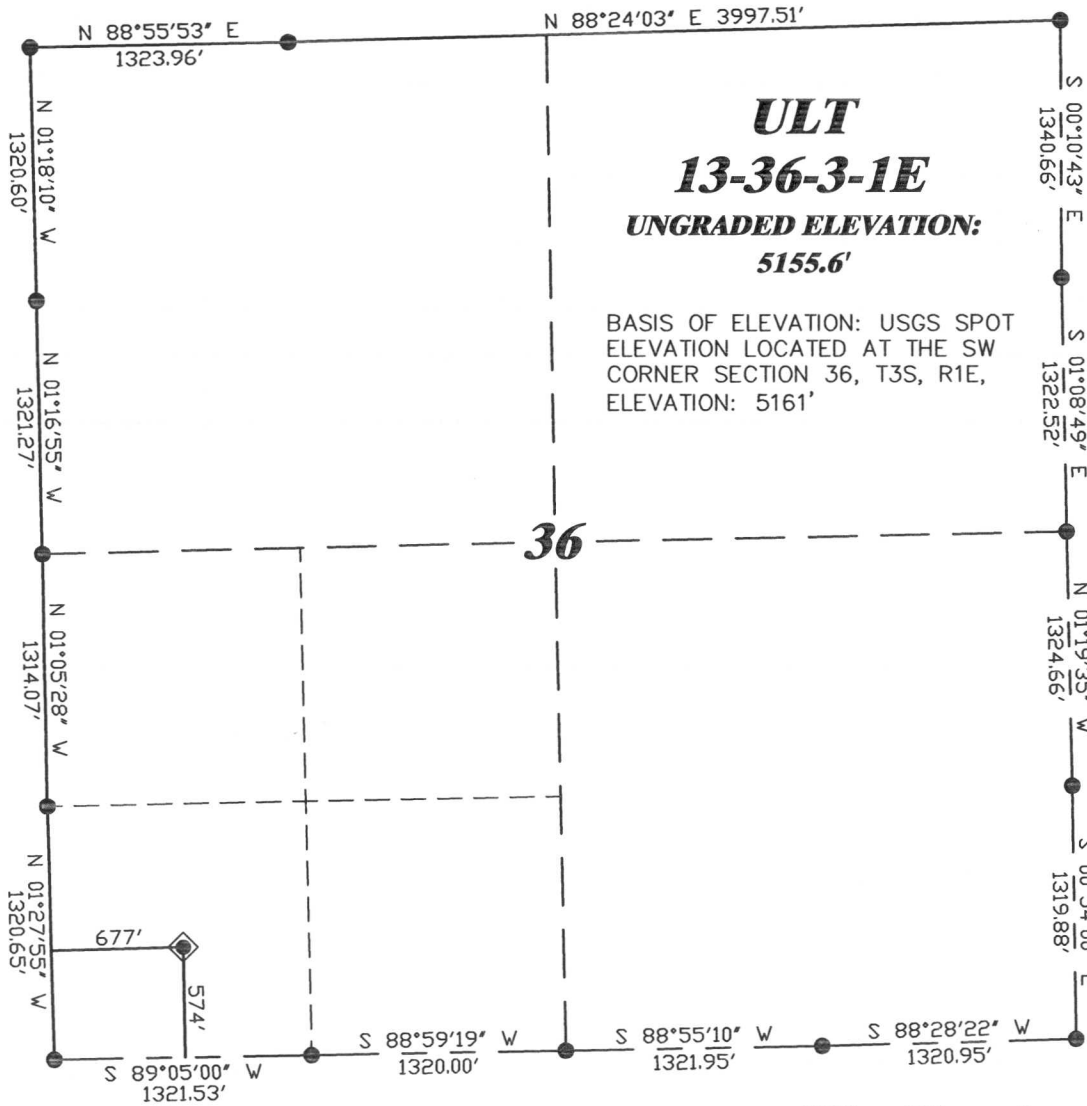 N 88°55'53" E
1323.96'
N 88°24'03" E 3997.51'
N 01°18'10" W
1320.60'
S 00°10'43" E
1340.66'
ULT
13-36-3-1E
UNGRADED ELEVATION:
5155.6'
BASIS OF ELEVATION: USGS SPOT
ELEVATION LOCATED AT THE SW
CORNER SECTION 36, T3S, R1E,
ELEVATION: 5161'
N 01°16'55" W
1321.27'
S 01°08'49" E
1322.52'
36
N 01°05'28" W
1314.07'
N 01°19'35" W
1324.66'
N 01°27'55" W
1320.65'
677'
574'
1319.88'
S 89°05'00" W
1321.53'
S 88°59'19" W
1320.00'
S 88°55'10" W
1321.95'
S 88°28'22" W
1320.95'